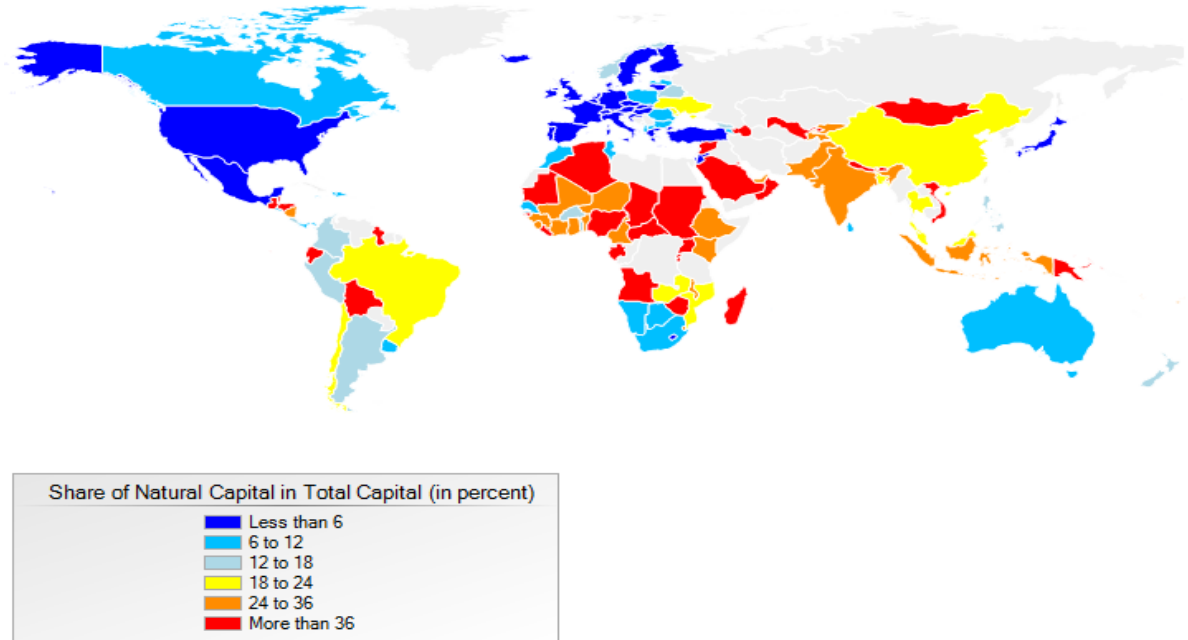 Share of Natural Capital in Total Capital (in percent)
Less than 6
6 to 12
12 to 18
18 to 24
24 to 36
More than 36